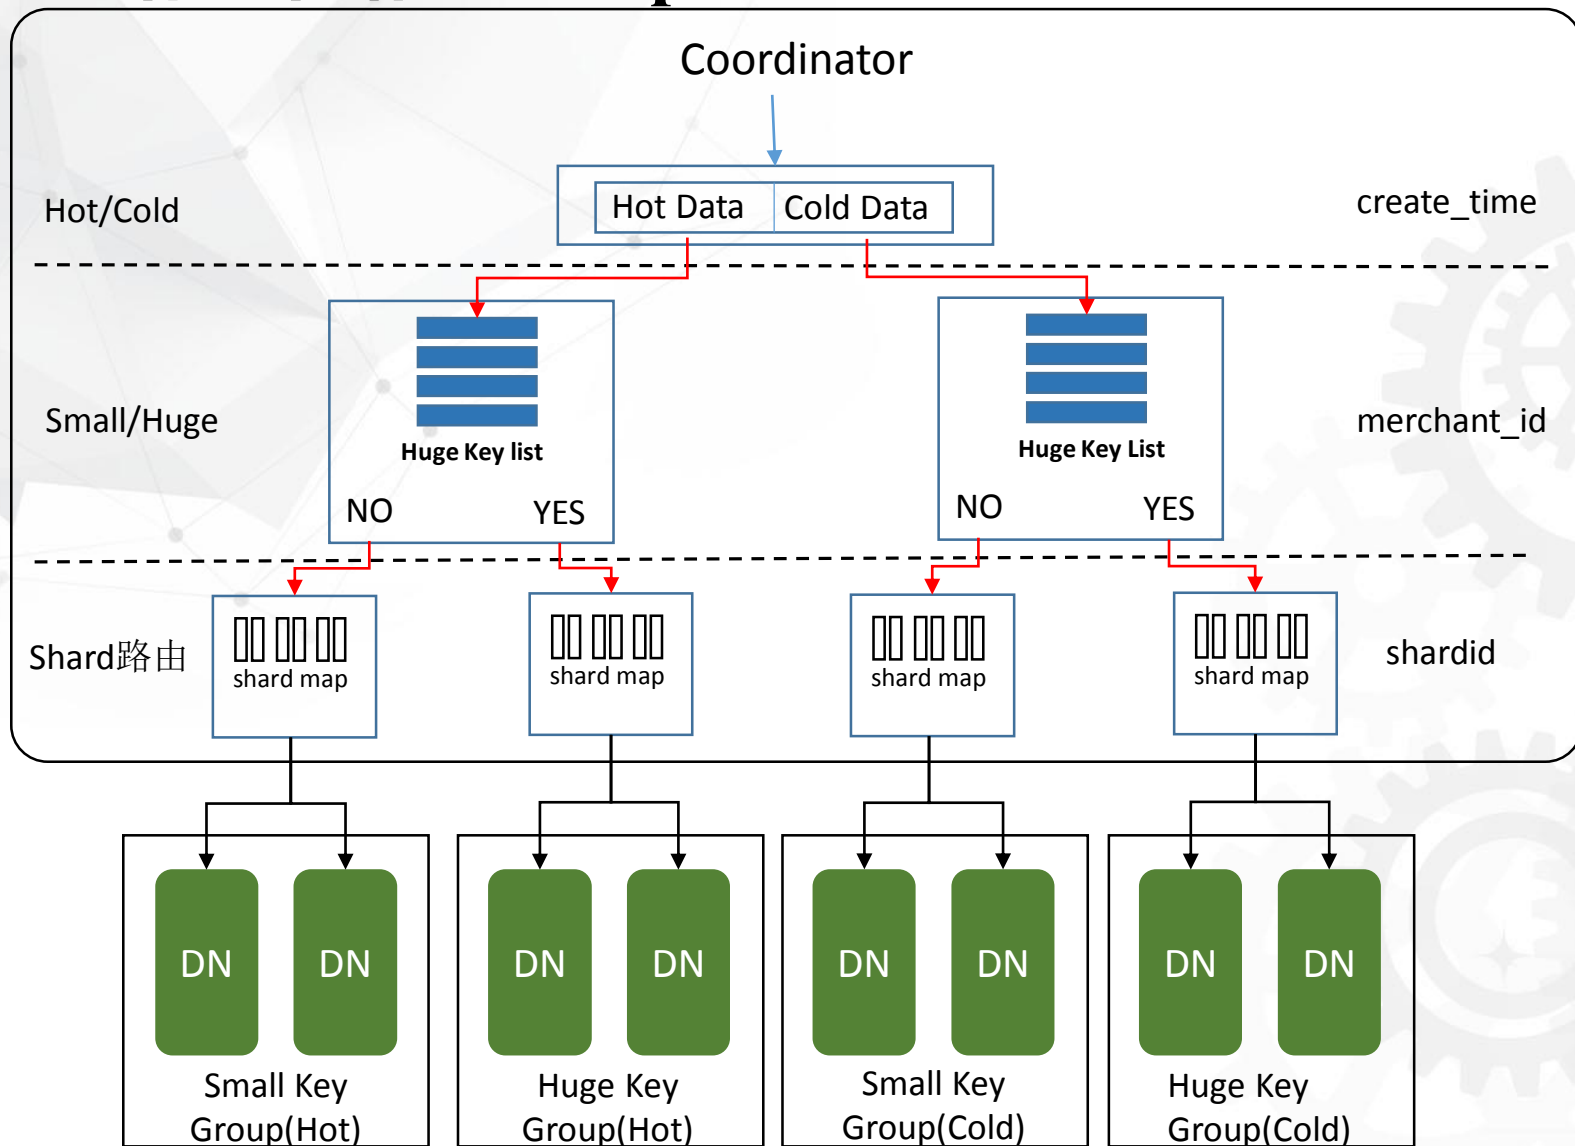 Coordinator
Hot/Cold
Hot Data
Cold Data
create_time
Small/Huge
Huge Key list
NO
YES
Huge Key List
NO
YES
merchant_id
Shard路由
shard map
shard map
shard map
shard map
shardid
DN
DN
DN
DN
DN
DN
DN
DN
Small Key
Group(Hot)
Huge Key
Group(Hot)
Small Key
Group(Cold)
Huge Key
Group(Cold)